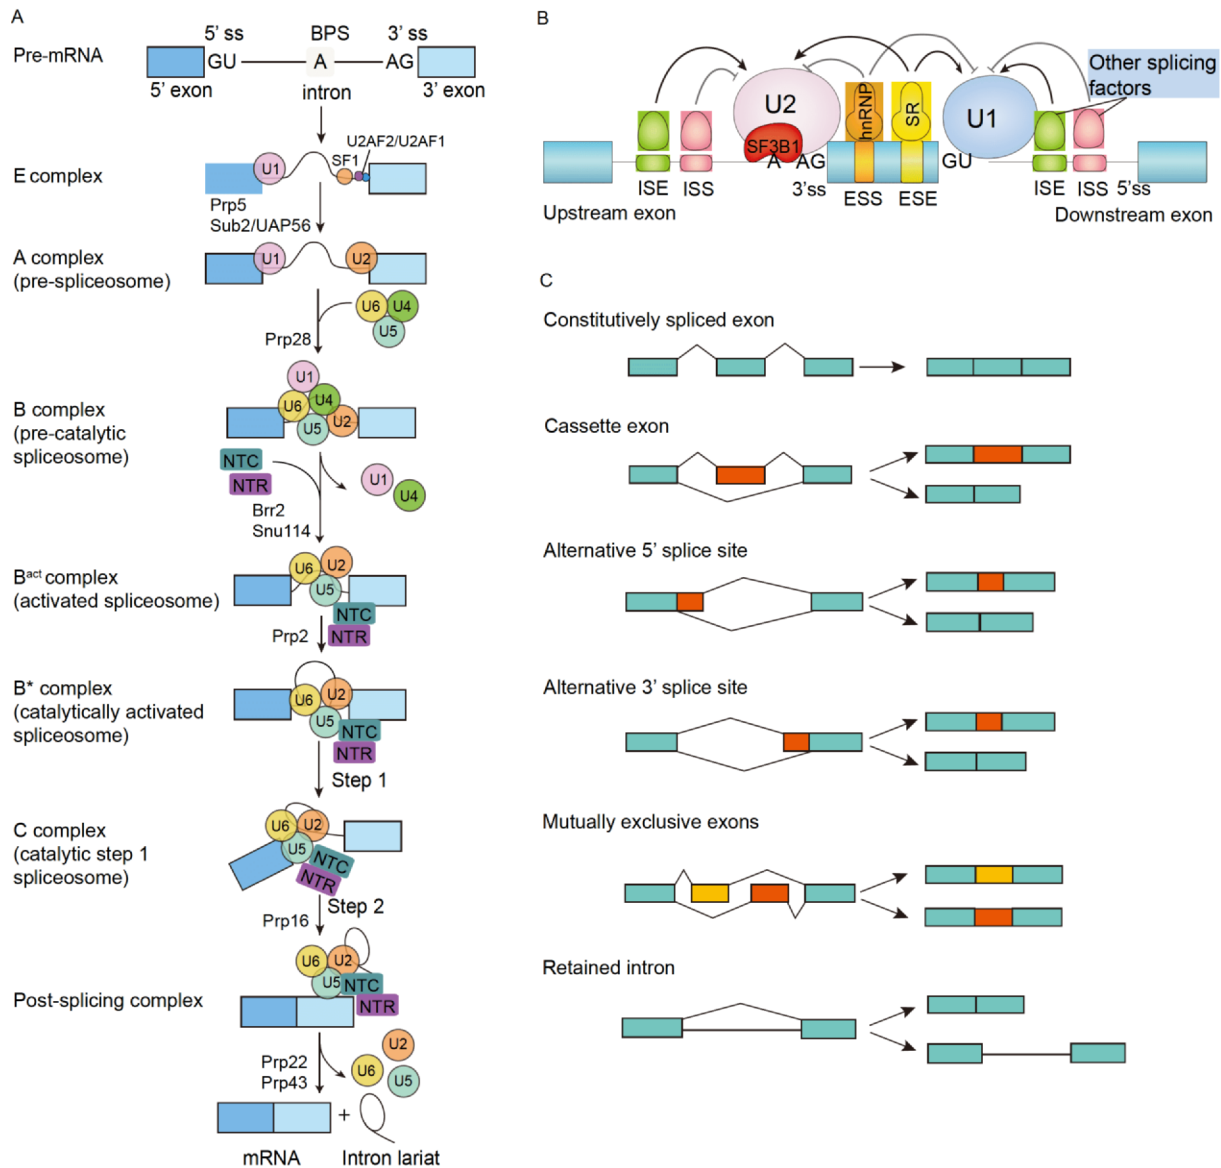 A
5’ ss
BPS
3’ ss
Pre-mRNA
GU
A
AG
5’ exon
intron
3’ exon
U2AF2/U2AF1
U1
SF1
E complex
Prp5
Sub2/UAP56
A complex
(pre-spliceosome)
U1
U2
U6
U4
U5
Prp28
U1
B complex
(pre-catalytic
spliceosome)
U6
U4
U5
U2
NTC
NTR
U1
U4
Brr2
Snu114
Bact complex
(activated spliceosome)
U6
U2
U5
NTC
NTR
Prp2
B* complex
(catalytically activated
spliceosome)
U6
U2
U5
NTC
NTR
Step 1
C complex
(catalytic step 1
spliceosome)
U6
U2
U5
NTC
NTR
Step 2
Prp16
U6
U2
U5
NTC
NTR
Post-splicing complex
Prp22
Prp43
U2
U6
U5
+
mRNA
Intron lariat
B
Other splicing
factors
U2
hnRNP
SR
U1
SF3B1
A
AG
GU
ISE
ISS
3’ss
ESS
ESE
ISE
ISS
5’ss
Upstream exon
Downstream exon
C
Constitutively spliced exon
Cassette exon
Alternative 5’ splice site
Alternative 3’ splice site
Mutually exclusive exons
Retained intron